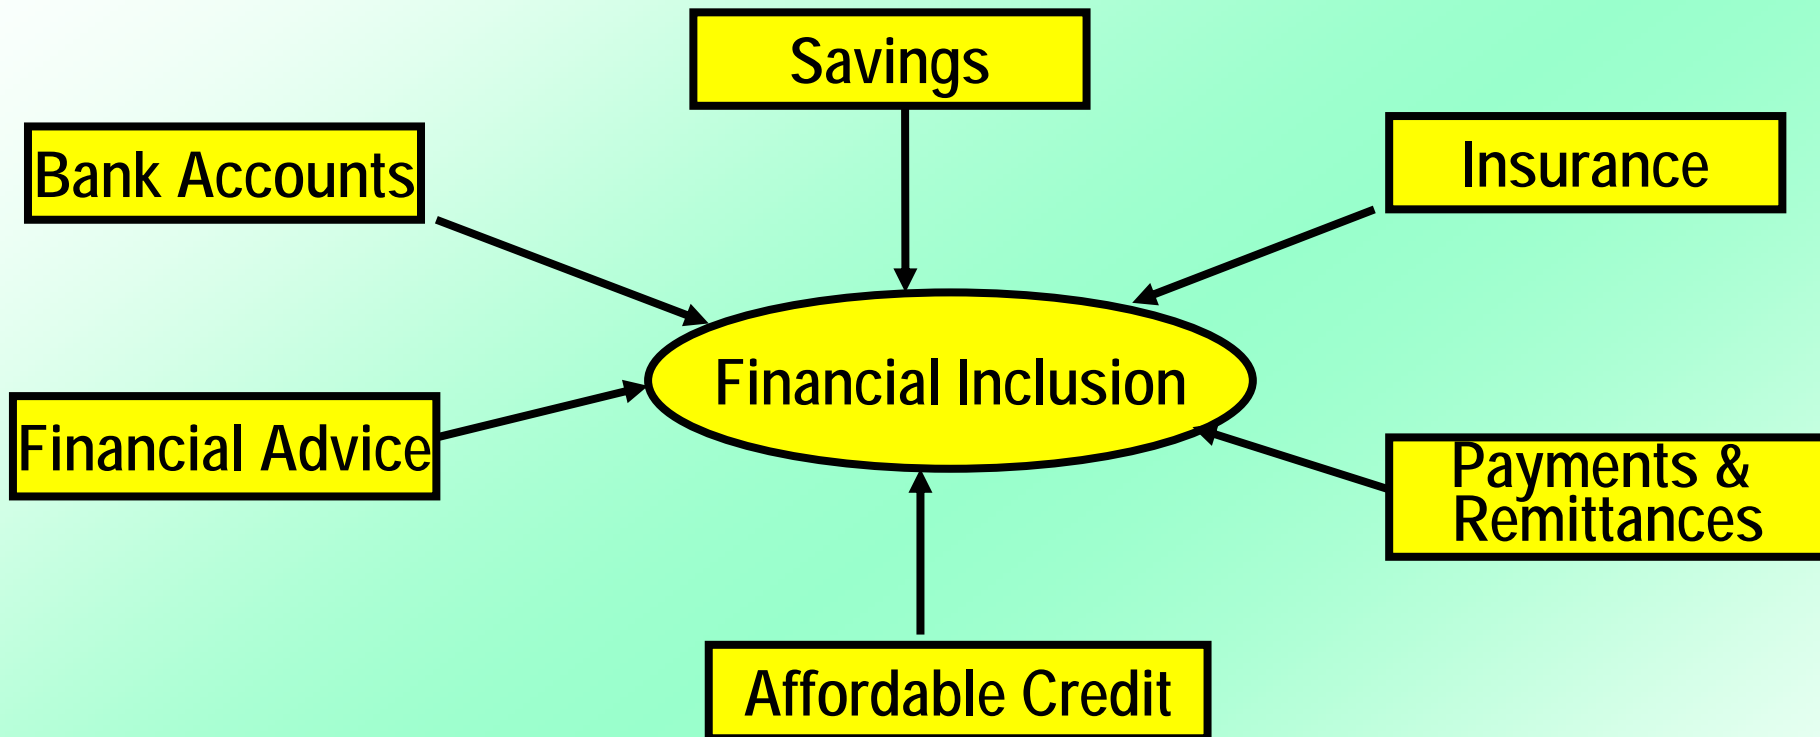 Savings
Bank Accounts
Insurance
Financial Inclusion
Financial Advice
Payments &
Remittances
Affordable Credit